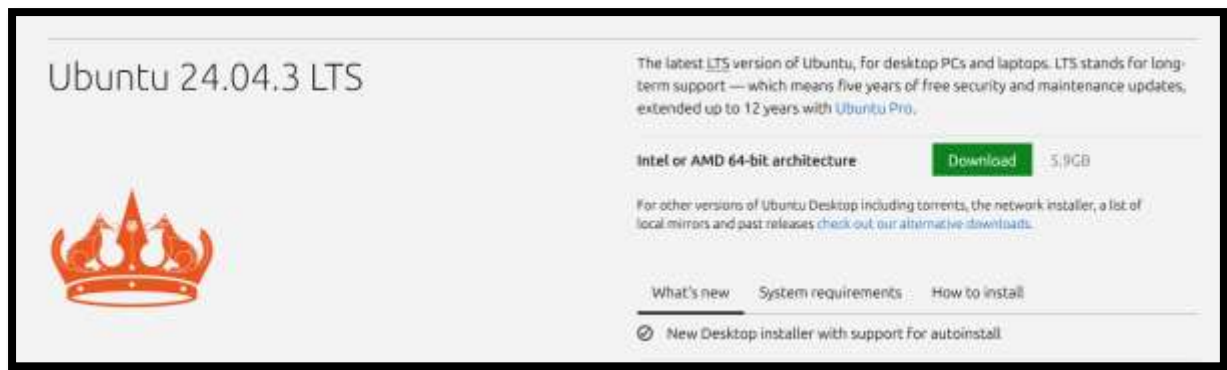 Ubuntu 24.04.3 LTS
The latest LTS version of Ubuntu, for desktop PCs and laptops. LTS stands for long-
term support — which means five years of free security and maintenance updates,
extended up to 12 years with Ubuntu Pro.
Intel or AMD 64-bit architecture Download 5.9GB
For other versions of Ubuntu Desktop including torrents, the network installer, a list of
local mirrors and past releases check out our alternative downloads.
What's new System requirements How to install
New Desktop installer with support for autoinstall